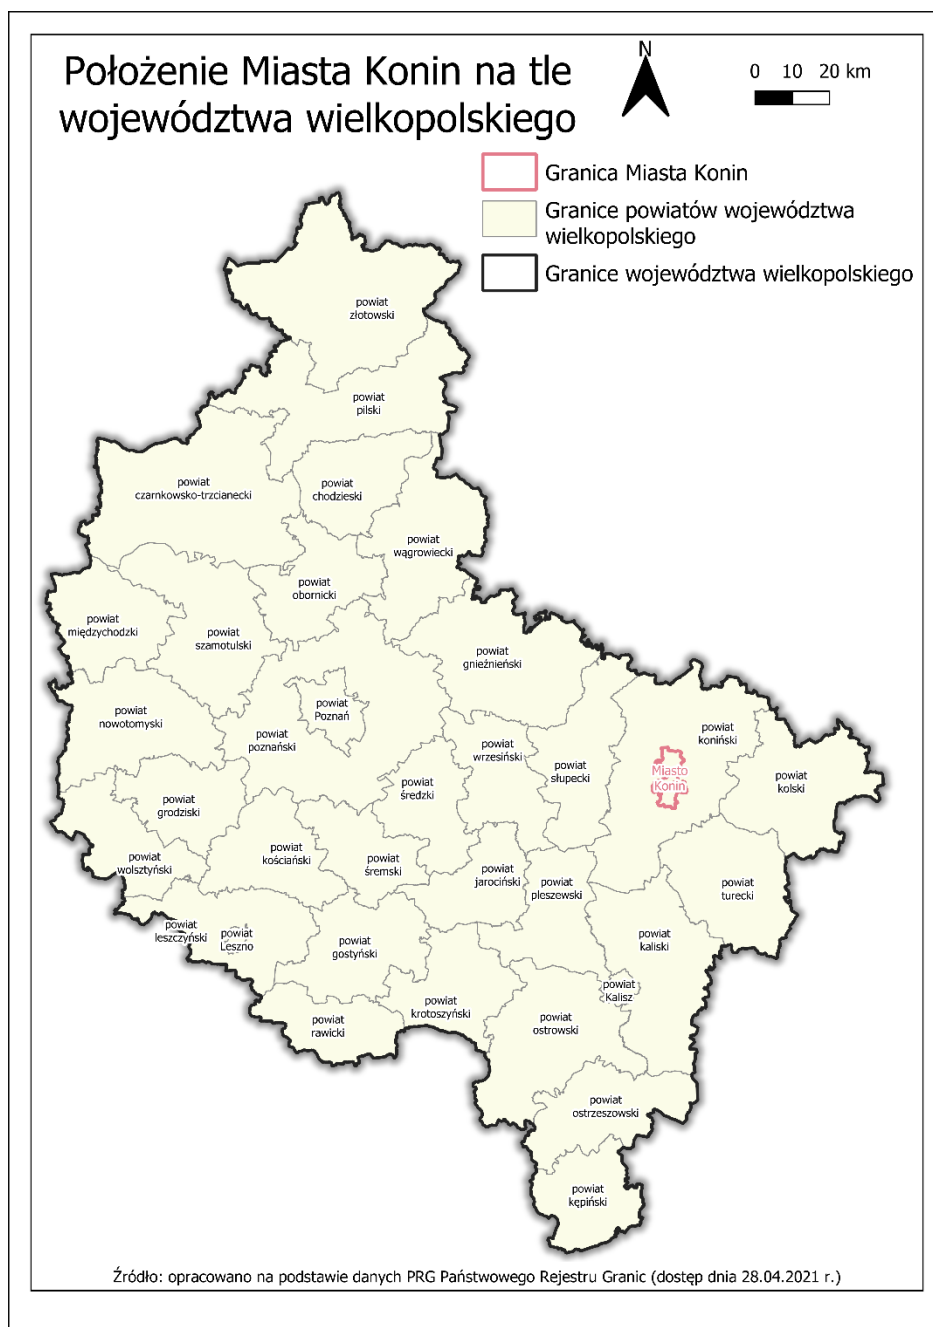 Położenie Miasta Konin na tle
województwa wielkopolskiego
N
0 10 20 km
Granica Miasta Konin
Granice powiatów województwa
wielkopolskiego
Granice województwa wielkopolskiego
powiat
złotowski
powiat
pilski
powiat
czarnkowsko-trzcianecki
powiat
chodzieski
powiat
wągrowiecki
powiat
obornicki
powiat
międzychodzki
powiat
szamotulski
powiat
gnieźnieński
powiat
nowotomyski
powiat
Poznań
powiat
poznański
powiat
wrzesiński
powiat
słupecki
powiat
koniński
Miasto
Konin
powiat
kolski
powiat
średzki
powiat
grodziski
powiat
wolsztyński
powiat
kościański
powiat
śremski
powiat
jarociński
powiat
pleszewski
powiat
turecki
powiat
leszczyński
powiat
Leszno
powiat
gostyński
powiat
kaliski
powiat
Kalisz
powiat
rawicki
powiat
krotoszyński
powiat
ostrowski
powiat
ostrzeszowski
powiat
kępiński
Źródło: opracowano na podstawie danych PRG Państwowego Rejestru Granic (dostęp dnia 28.04.2021 r.)